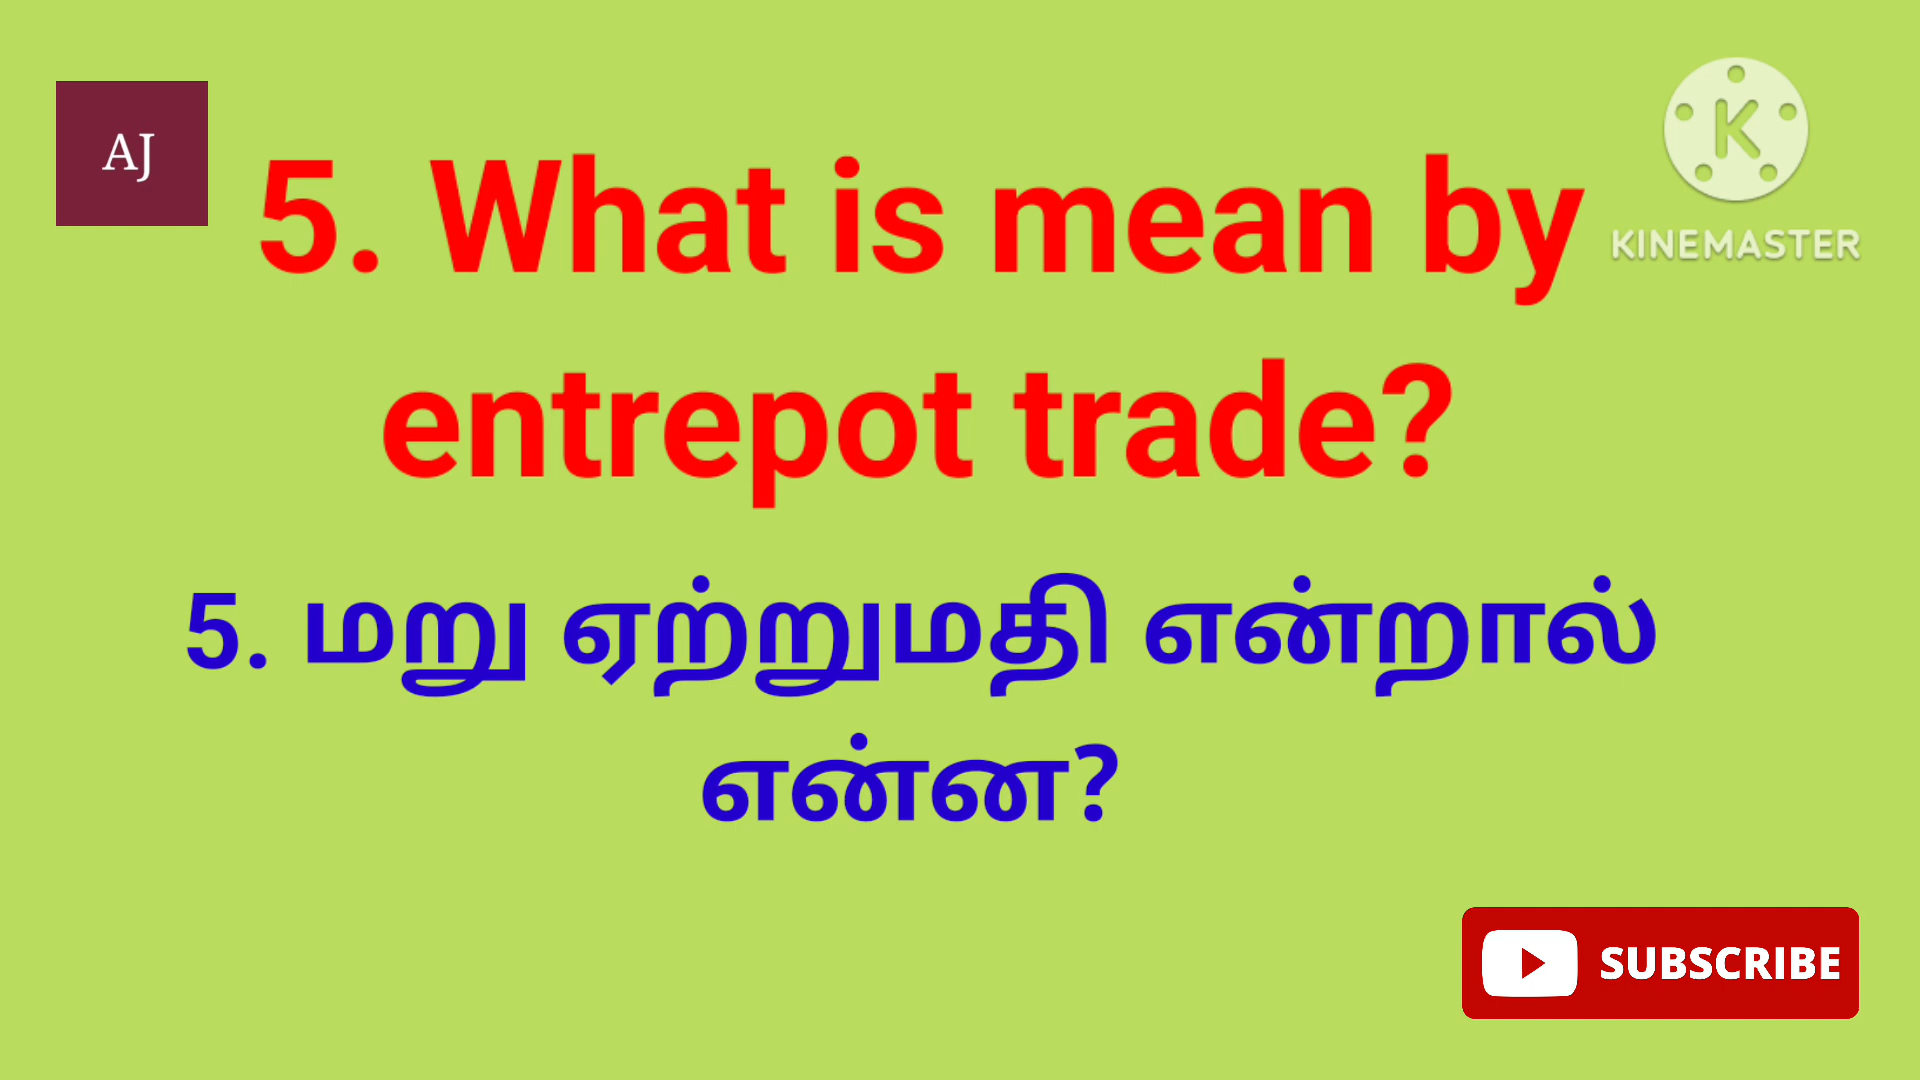 AJ
KINEMASTER
5. What is mean by
entrepot trade?
5. மறு ஏற்றுமதி என்றால்
என்ன?
SUBSCRIBE